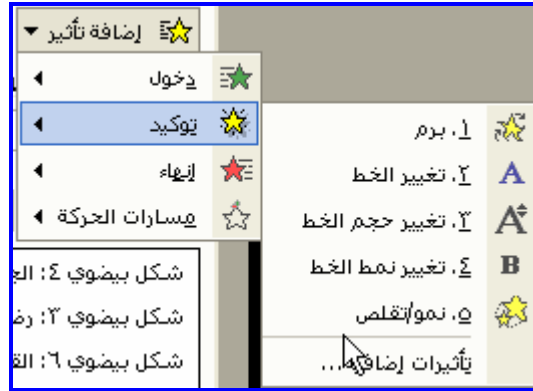 إضافة تأثير
دخول
توكيد
إنهاء
مسارات الحركة
١. برم
٢. تغيير الخط
٣. تغيير حجم الخط
٤. تغيير نمط الخط
٥. نمو/تقلص
تأثيرات إضافية...
شكل بيضوي ٤:
شكل بيضوي ٣:
شكل بيضوي ٦: